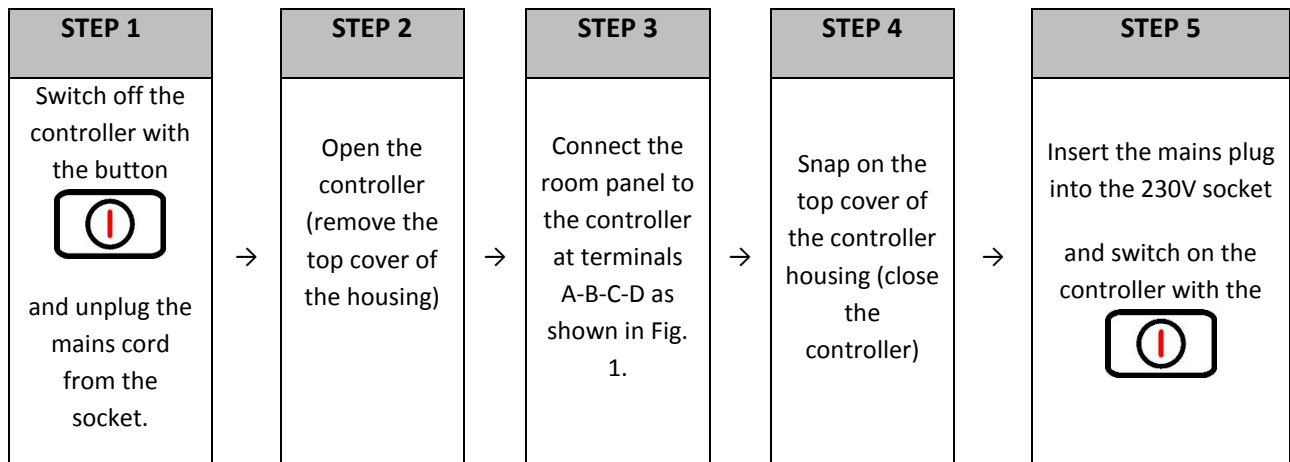 STEP 1
Switch off the
controller with
the button
and unplug the
mains cord
from the
socket.
→
STEP 2
Open the
controller
(remove the
top cover of
the housing)
→
STEP 3
Connect the
room panel to
the controller
at terminals
A-B-C-D as
shown in Fig.
1.
→
STEP 4
Snap on the
top cover of
the controller
housing (close
the
controller)
→
STEP 5
Insert the mains plug
into the 230V socket
and switch on the
controller with the